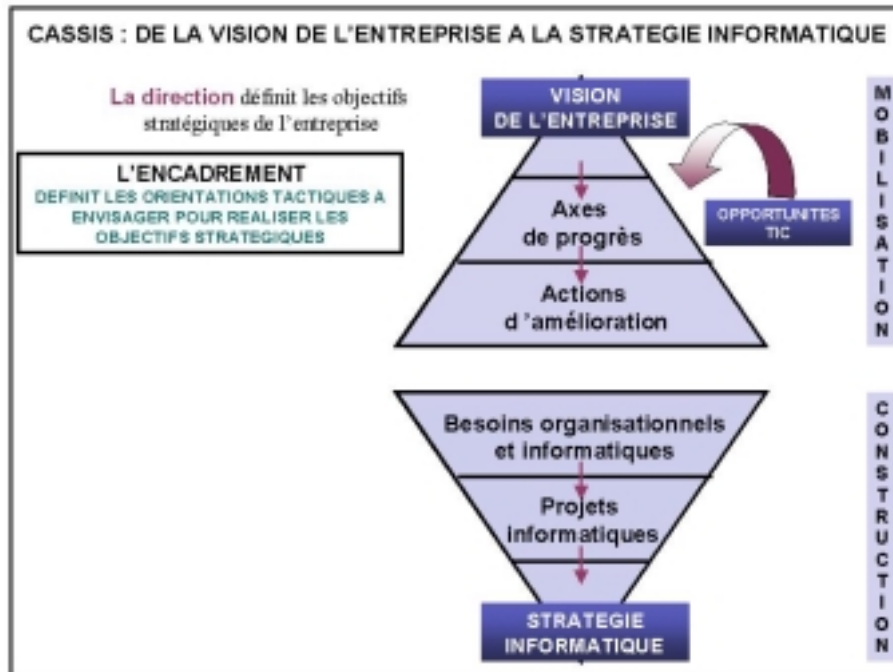 CASSIS : DE LA VISION DE L'ENTREPRISE A LA STRATEGIE INFORMATIQUE
La direction définit les objectifs
stratégiques de l'entreprise
L'ENCADREMENT
DEFINIT LES ORIENTATIONS TACTIQUES A
ENVISAGER POUR REALISER LES
OBJECTIFS STRATEGIQUES
VISION
DE L'ENTREPRISE
Axes
de progrès
Actions
d 'amélioration
OPPORTUNITES
TIC
MOBILISATION
Besoins organisationnels
et informatiques
Projets
informatiques
STRATEGIE
INFORMATIQUE
CONSTRUCTION